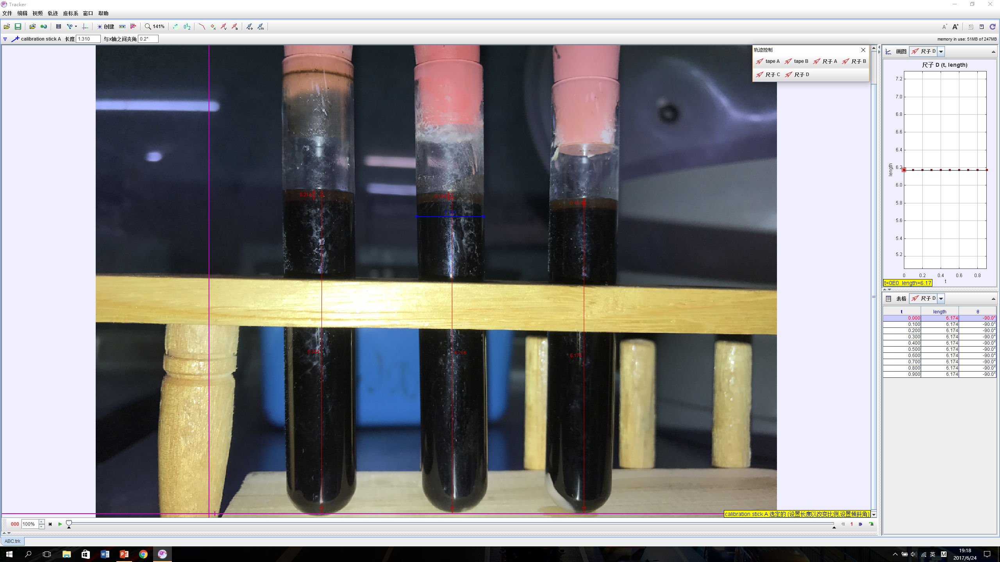 Tracker
文件 编辑 视频 轨迹 座标系 窗口 帮助
创建 141%
calibration stick A 长度 1.310 与x轴之间夹角 0.2°
memory in use: 51MB of 247MB
轨迹控制
tape A tape B 尺子 A 尺子 B
尺子 C 尺子 D
画图 尺子 D
尺子 D (t, length)
7.2
7.0
6.8
6.6
6.4
6.2
6.0
5.8
5.6
5.4
5.2
length
0 0.2 0.4 0.6 0.8
t
t=0E0 length=6.17
表格 尺子 D
t length θ
0.000 6.174 -90.0°
0.100 6.174 -90.0°
0.200 6.174 -90.0°
0.300 6.174 -90.0°
0.400 6.174 -90.0°
0.500 6.174 -90.0°
0.600 6.174 -90.0°
0.700 6.174 -90.0°
0.800 6.174 -90.0°
0.900 6.174 -90.0°
6.342
6.286
6.174
calibration stick A 选定的 (设置长度以改变比例,设置倾斜角)
000 100%
1
ABC.trk
英 M
19:18
2017/6/24